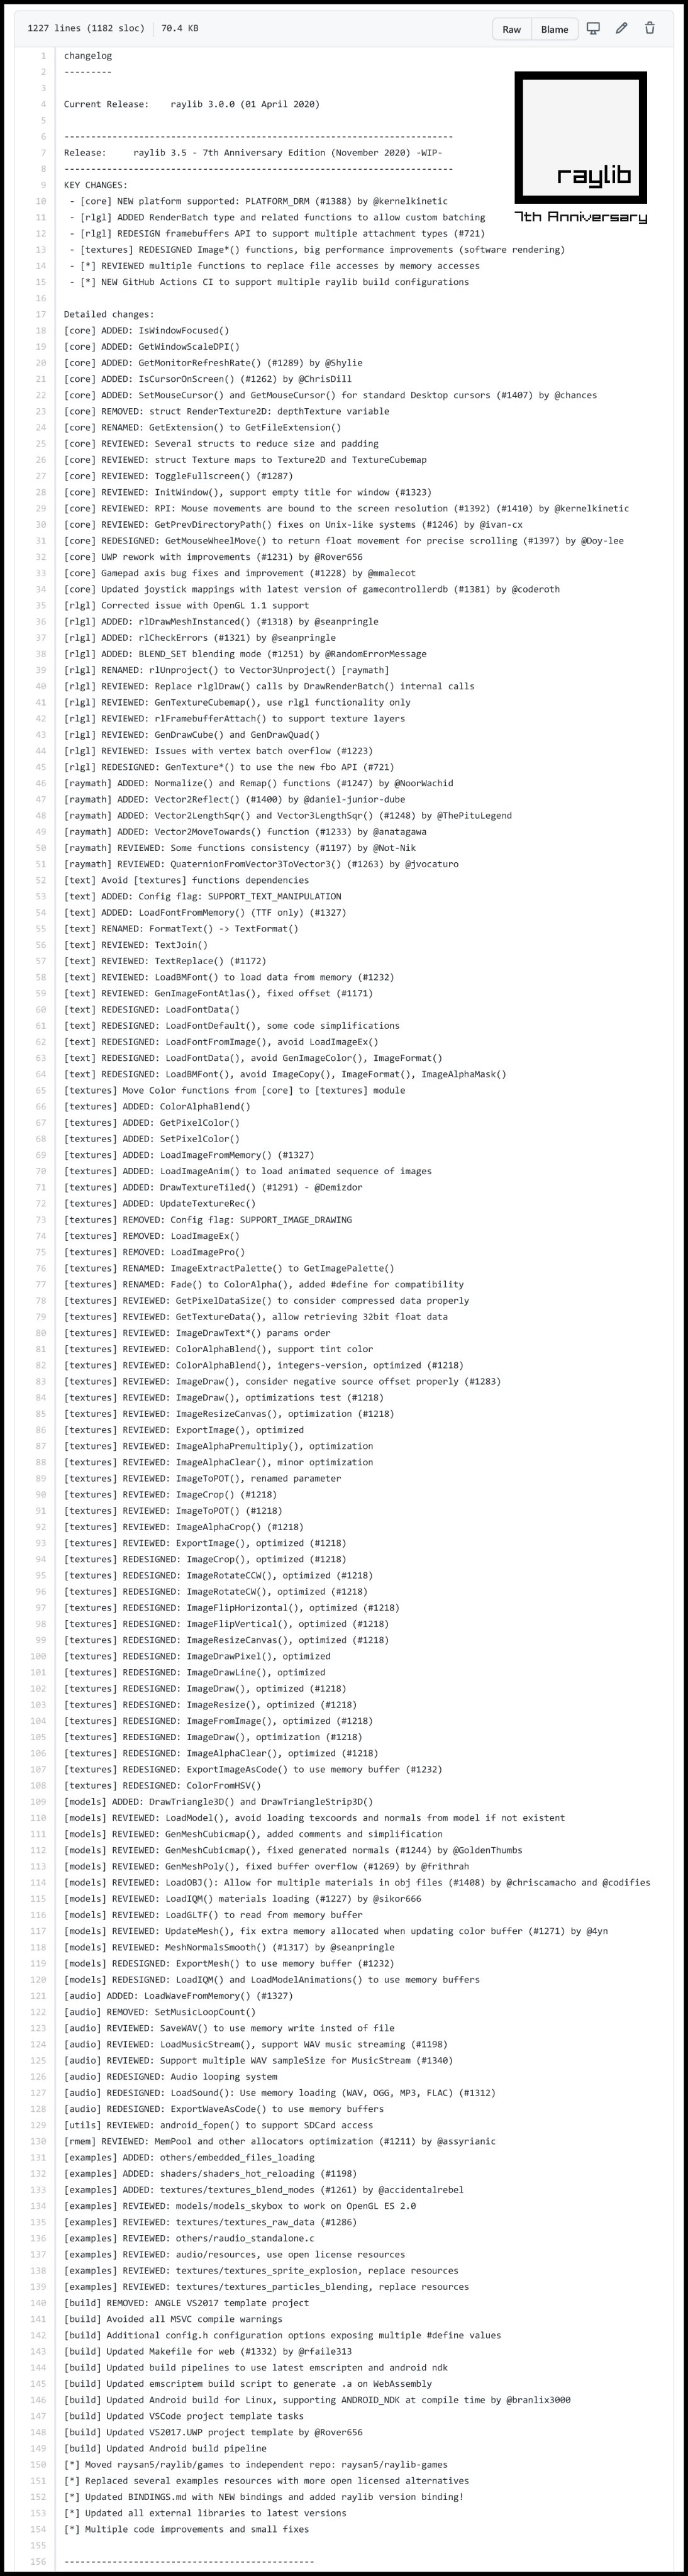 1227 lines (1182 sloc) 70.4 KB Raw Blame
1 changelog
2 ---------
3
4 Current Release: raylib 3.0.0 (01 April 2020)
5
6 -------------------------------------------------------------------------
7 Release: raylib 3.5 - 7th Anniversary Edition (November 2020) -WIP-
8 -------------------------------------------------------------------------
raylib
7th Anniversary
9 KEY CHANGES:
10 - [core] NEW platform supported: PLATFORM_DRM (#1388) by @kernelkinetic
11 - [rlgl] ADDED RenderBatch type and related functions to allow custom batching
12 - [rlgl] REDESIGN framebuffers API to support multiple attachment types (#721)
13 - [textures] REDESIGNED Image*() functions, big performance improvements (software rendering)
14 - [*] REVIEWED multiple functions to replace file accesses by memory accesses
15 - [*] NEW GitHub Actions CI to support multiple raylib build configurations
16
17 Detailed changes:
18 [core] ADDED: IsWindowFocused()
19 [core] ADDED: GetWindowScaleDPI()
20 [core] ADDED: GetMonitorRefreshRate() (#1289) by @Shylie
21 [core] ADDED: IsCursorOnScreen() (#1262) by @ChrisDill
22 [core] ADDED: SetMouseCursor() and GetMouseCursor() for standard Desktop cursors (#1407) by @chances
23 [core] REMOVED: struct RenderTexture2D: depthTexture variable
24 [core] RENAMED: GetExtension() to GetFileExtension()
25 [core] REVIEWED: Several structs to reduce size and padding
26 [core] REVIEWED: struct Texture maps to Texture2D and TextureCubemap
27 [core] REVIEWED: ToggleFullscreen() (#1287)
28 [core] REVIEWED: InitWindow(), support empty title for window (#1323)
29 [core] REVIEWED: RPI: Mouse movements are bound to the screen resolution (#1392) (#1410) by @kernelkinetic
30 [core] REVIEWED: GetPrevDirectoryPath() fixes on Unix-like systems (#1246) by @ivan-cx
31 [core] REDESIGNED: GetMouseWheelMove() to return float movement for precise scrolling (#1397) by @Doy-lee
32 [core] UWP rework with improvements (#1231) by @Rover656
33 [core] Gamepad axis bug fixes and improvement (#1228) by @mmalecot
34 [core] Updated joystick mappings with latest version of gamecontrollerdb (#1381) by @coderoth
35 [rlgl] Corrected issue with OpenGL 1.1 support
36 [rlgl] ADDED: rlDrawMeshInstanced() (#1318) by @seanpringle
37 [rlgl] ADDED: rlCheckErrors (#1321) by @seanpringle
38 [rlgl] ADDED: BLEND_SET blending mode (#1251) by @RandomErrorMessage
39 [rlgl] RENAMED: rlUnproject() to Vector3Unproject() [raymath]
40 [rlgl] REVIEWED: Replace rlglDraw() calls by DrawRenderBatch() internal calls
41 [rlgl] REVIEWED: GenTextureCubemap(), use rlgl functionality only
42 [rlgl] REVIEWED: rlFramebufferAttach() to support texture layers
43 [rlgl] REVIEWED: GenDrawCube() and GenDrawQuad()
44 [rlgl] REVIEWED: Issues with vertex batch overflow (#1223)
45 [rlgl] REDESIGNED: GenTexture*() to use the new fbo API (#721)
46 [raymath] ADDED: Normalize() and Remap() functions (#1247) by @NoorWachid
47 [raymath] ADDED: Vector2Reflect() (#1400) by @daniel-junior-dube
48 [raymath] ADDED: Vector2LengthSqr() and Vector3LengthSqr() (#1248) by @ThePituLegend
49 [raymath] ADDED: Vector2MoveTowards() function (#1233) by @anatagawa
50 [raymath] REVIEWED: Some functions consistency (#1197) by @Not-Nik
51 [raymath] REVIEWED: QuaternionFromVector3ToVector3() (#1263) by @jvocaturo
52 [text] Avoid [textures] functions dependencies
53 [text] ADDED: Config flag: SUPPORT_TEXT_MANIPULATION
54 [text] ADDED: LoadFontFromMemory() (TTF only) (#1327)
55 [text] RENAMED: FormatText() -> TextFormat()
56 [text] REVIEWED: TextJoin()
57 [text] REVIEWED: TextReplace() (#1172)
58 [text] REVIEWED: LoadBMFont() to load data from memory (#1232)
59 [text] REVIEWED: GenImageFontAtlas(), fixed offset (#1171)
60 [text] REDESIGNED: LoadFontData()
61 [text] REDESIGNED: LoadFontDefault(), some code simplifications
62 [text] REDESIGNED: LoadFontFromImage(), avoid LoadImageEx()
63 [text] REDESIGNED: LoadFontData(), avoid GenImageColor(), ImageFormat()
64 [text] REDESIGNED: LoadBMFont(), avoid ImageCopy(), ImageFormat(), ImageAlphaMask()
65 [textures] Move Color functions from [core] to [textures] module
66 [textures] ADDED: ColorAlphaBlend()
67 [textures] ADDED: GetPixelColor()
68 [textures] ADDED: SetPixelColor()
69 [textures] ADDED: LoadImageFromMemory() (#1327)
70 [textures] ADDED: LoadImageAnim() to load animated sequence of images
71 [textures] ADDED: DrawTextureTiled() (#1291) - @Demizdor
72 [textures] ADDED: UpdateTextureRec()
73 [textures] REMOVED: Config flag: SUPPORT_IMAGE_DRAWING
74 [textures] REMOVED: LoadImageEx()
75 [textures] REMOVED: LoadImagePro()
76 [textures] RENAMED: ImageExtractPalette() to GetImagePalette()
77 [textures] RENAMED: Fade() to ColorAlpha(), added #define for compatibility
78 [textures] REVIEWED: GetPixelDataSize() to consider compressed data properly
79 [textures] REVIEWED: GetTextureData(), allow retrieving 32bit float data
80 [textures] REVIEWED: ImageDrawText*() params order
81 [textures] REVIEWED: ColorAlphaBlend(), support tint color
82 [textures] REVIEWED: ColorAlphaBlend(), integers-version, optimized (#1218)
83 [textures] REVIEWED: ImageDraw(), consider negative source offset properly (#1283)
84 [textures] REVIEWED: ImageDraw(), optimizations test (#1218)
85 [textures] REVIEWED: ImageResizeCanvas(), optimization (#1218)
86 [textures] REVIEWED: ExportImage(), optimized
87 [textures] REVIEWED: ImageAlphaPremultiply(), optimization
88 [textures] REVIEWED: ImageAlphaClear(), minor optimization
89 [textures] REVIEWED: ImageToPOT(), renamed parameter
90 [textures] REVIEWED: ImageCrop() (#1218)
91 [textures] REVIEWED: ImageToPOT() (#1218)
92 [textures] REVIEWED: ImageAlphaCrop() (#1218)
93 [textures] REVIEWED: ExportImage(), optimized (#1218)
94 [textures] REDESIGNED: ImageCrop(), optimized (#1218)
95 [textures] REDESIGNED: ImageRotateCCW(), optimized (#1218)
96 [textures] REDESIGNED: ImageRotateCW(), optimized (#1218)
97 [textures] REDESIGNED: ImageFlipHorizontal(), optimized (#1218)
98 [textures] REDESIGNED: ImageFlipVertical(), optimized (#1218)
99 [textures] REDESIGNED: ImageResizeCanvas(), optimized (#1218)
100 [textures] REDESIGNED: ImageDrawPixel(), optimized
101 [textures] REDESIGNED: ImageDrawLine(), optimized
102 [textures] REDESIGNED: ImageDraw(), optimized (#1218)
103 [textures] REDESIGNED: ImageResize(), optimized (#1218)
104 [textures] REDESIGNED: ImageFromImage(), optimized (#1218)
105 [textures] REDESIGNED: ImageDraw(), optimization (#1218)
106 [textures] REDESIGNED: ImageAlphaClear(), optimized (#1218)
107 [textures] REDESIGNED: ExportImageAsCode() to use memory buffer (#1232)
108 [textures] REDESIGNED: ColorFromHSV()
109 [models] ADDED: DrawTriangle3D() and DrawTriangleStrip3D()
110 [models] REVIEWED: LoadModel(), avoid loading texcoords and normals from model if not existent
111 [models] REVIEWED: GenMeshCubicmap(), added comments and simplification
112 [models] REVIEWED: GenMeshCubicmap(), fixed generated normals (#1244) by @GoldenThumbs
113 [models] REVIEWED: GenMeshPoly(), fixed buffer overflow (#1269) by @frithrah
114 [models] REVIEWED: LoadOBJ(): Allow for multiple materials in obj files (#1408) by @chriscamacho and @codifies
115 [models] REVIEWED: LoadIQM() materials loading (#1227) by @sikor666
116 [models] REVIEWED: LoadGLTF() to read from memory buffer
117 [models] REVIEWED: UpdateMesh(), fix extra memory allocated when updating color buffer (#1271) by @4yn
118 [models] REVIEWED: MeshNormalsSmooth() (#1317) by @seanpringle
119 [models] REDESIGNED: ExportMesh() to use memory buffer (#1232)
120 [models] REDESIGNED: LoadIQM() and LoadModelAnimations() to use memory buffers
121 [audio] ADDED: LoadWaveFromMemory() (#1327)
122 [audio] REMOVED: SetMusicLoopCount()
123 [audio] REVIEWED: SaveWAV() to use memory write insted of file
124 [audio] REVIEWED: LoadMusicStream(), support WAV music streaming (#1198)
125 [audio] REVIEWED: Support multiple WAV sampleSize for MusicStream (#1340)
126 [audio] REDESIGNED: Audio looping system
127 [audio] REDESIGNED: LoadSound(): Use memory loading (WAV, OGG, MP3, FLAC) (#1312)
128 [audio] REDESIGNED: ExportWaveAsCode() to use memory buffers
129 [utils] REVIEWED: android_fopen() to support SDCard access
130 [rmem] REVIEWED: MemPool and other allocators optimization (#1211) by @assyrianic
131 [examples] ADDED: others/embedded_files_loading
132 [examples] ADDED: shaders/shaders_hot_reloading (#1198)
133 [examples] ADDED: textures/textures_blend_modes (#1261) by @accidentalrebel
134 [examples] REVIEWED: models/models_skybox to work on OpenGL ES 2.0
135 [examples] REVIEWED: textures/textures_raw_data (#1286)
136 [examples] REVIEWED: others/raudio_standalone.c
137 [examples] REVIEWED: audio/resources, use open license resources
138 [examples] REVIEWED: textures/textures_sprite_explosion, replace resources
139 [examples] REVIEWED: textures/textures_particles_blending, replace resources
140 [build] REMOVED: ANGLE VS2017 template project
141 [build] Avoided all MSVC compile warnings
142 [build] Additional config.h configuration options exposing multiple #define values
143 [build] Updated Makefile for web (#1332) by @rfaile313
144 [build] Updated build pipelines to use latest emscripten and android ndk
145 [build] Updated emscriptem build script to generate .a on WebAssembly
146 [build] Updated Android build for Linux, supporting ANDROID_NDK at compile time by @branlix3000
147 [build] Updated VSCode project template tasks
148 [build] Updated VS2017.UWP project template by @Rover656
149 [build] Updated Android build pipeline
150 [*] Moved raysan5/raylib/games to independent repo: raysan5/raylib-games
151 [*] Replaced several examples resources with more open licensed alternatives
152 [*] Updated BINDINGS.md with NEW bindings and added raylib version binding!
153 [*] Updated all external libraries to latest versions
154 [*] Multiple code improvements and small fixes
155
156 -----------------------------------------------